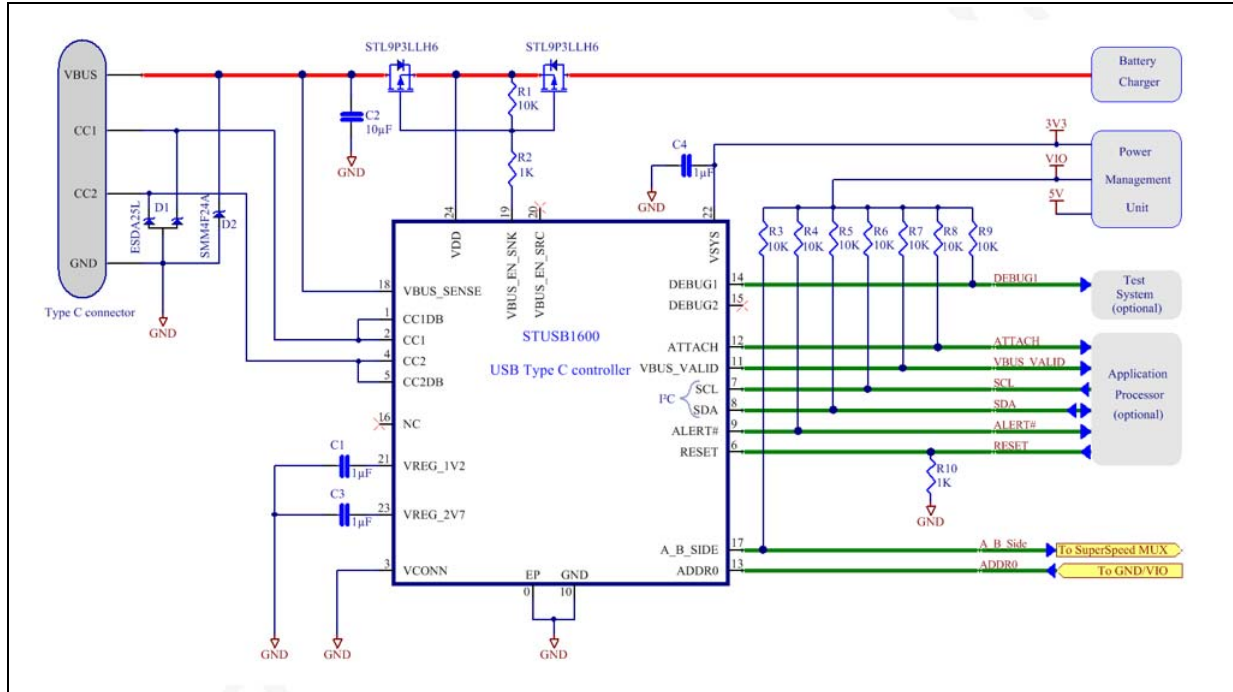 STL9P3LLH6
STL9P3LLH6
VBUS
CC1
CC2
GND
Type C connector
ESDA25L
D1
SMM4F24A
D2
GND
C2
10µF
GND
R1
10K
R2
1K
Battery
Charger
3V3
VIO
5V
Power
Management
Unit
C4
1µF
GND
R3
10K
R4
10K
R5
10K
R6
10K
R7
10K
R8
10K
R9
10K
24
19
20
22
VDD
VBUS_EN_SNK
VBUS_EN_SRC
VSYS
18
VBUS_SENSE
1
CC1DB
2
CC1
4
CC2
5
CC2DB
16
NC
21
VREG_1V2
23
VREG_2V7
3
VCONN
C1
1µF
C3
1µF
STUSB1600
USB Type C controller
DEBUG1
14
DEBUG1
DEBUG2
15
ATTACH
12
ATTACH
VBUS_VALID
11
VBUS_VALID
I²C
SCL
7
SCL
SDA
8
SDA
ALERT#
9
ALERT#
RESET
6
RESET
R10
1K
GND
A_B_SIDE
17
A_B_Side
To SuperSpeed MUX
ADDR0
13
ADDR0
To GND/VIO
Test
System
(optional)
Application
Processor
(optional)
EP
GND
0
10
GND
GND
GND